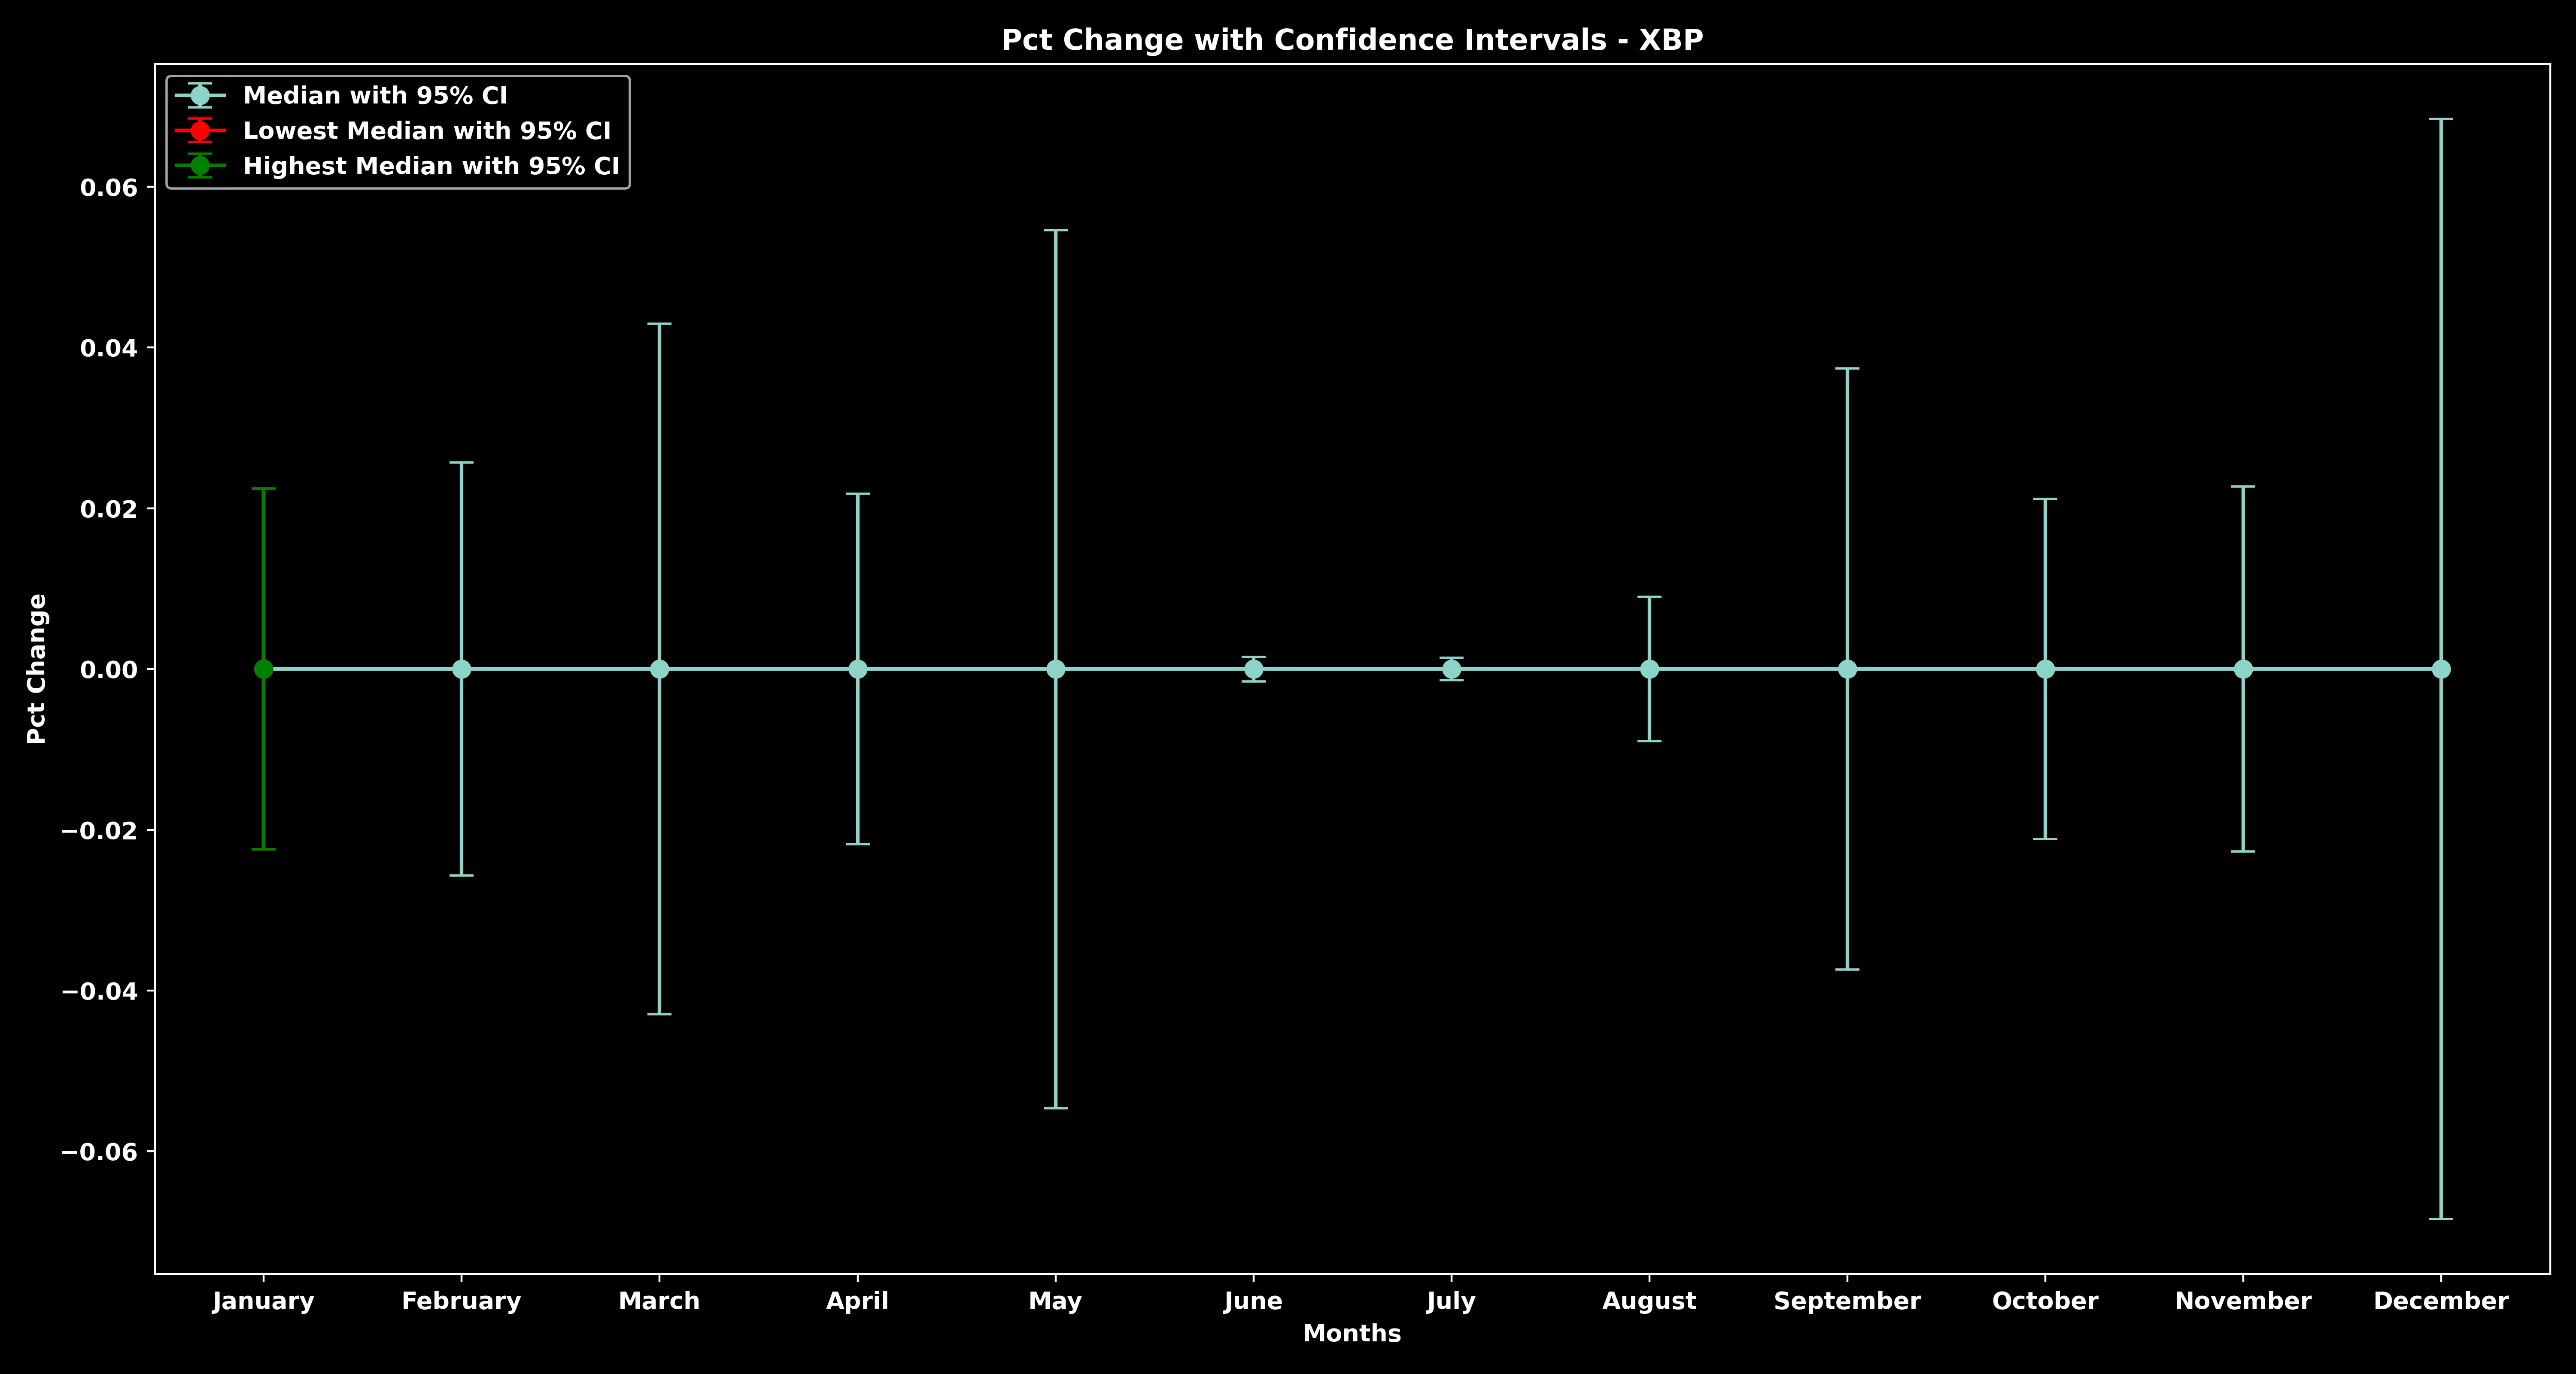 Pct Change with Confidence Intervals - XBP
Median with 95% CI
Lowest Median with 95% CI
Highest Median with 95% CI
0.06
0.04
0.02
0.00
−0.02
−0.04
−0.06
Pct Change
January February March April May June July August September October November December
Months